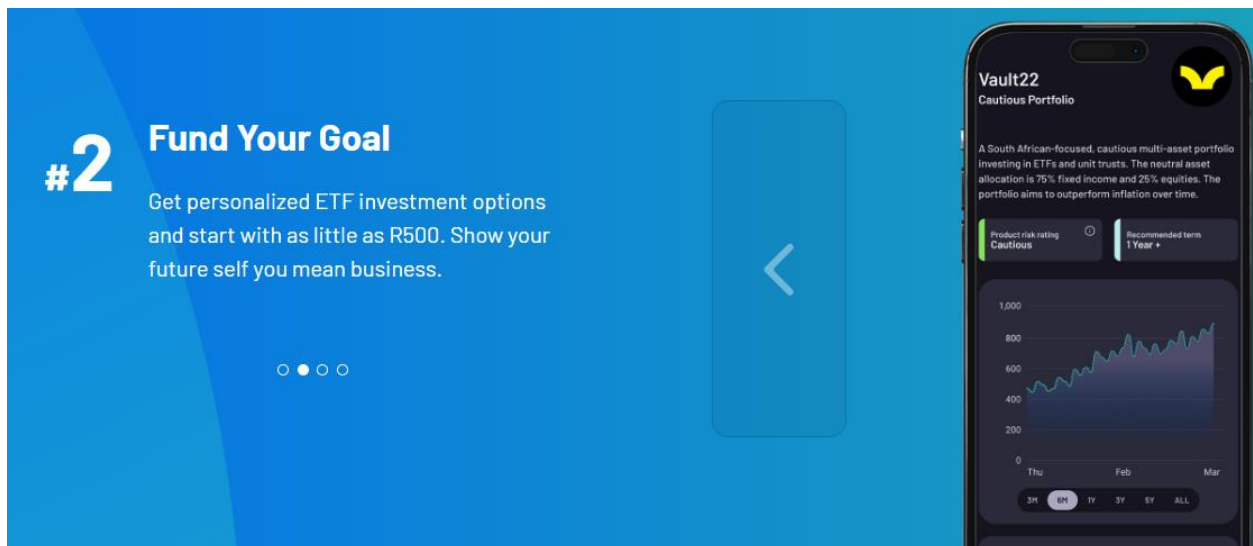 #2
Fund Your Goal
Get personalized ETF investment options
and start with as little as R500. Show your
future self you mean business.
Vault22
Cautious Portfolio
A South African-focused, cautious multi-asset portfolio
investing in ETFs and unit trusts. The neutral asset
allocation is 75% fixed income and 25% equities. The
portfolio aims to outperform inflation over time.
Product risk rating
Cautious
Recommended term
1 Year +
1,000
800
600
400
200
0
Thu Feb Mar
3M 6M 1Y 3Y 5Y ALL